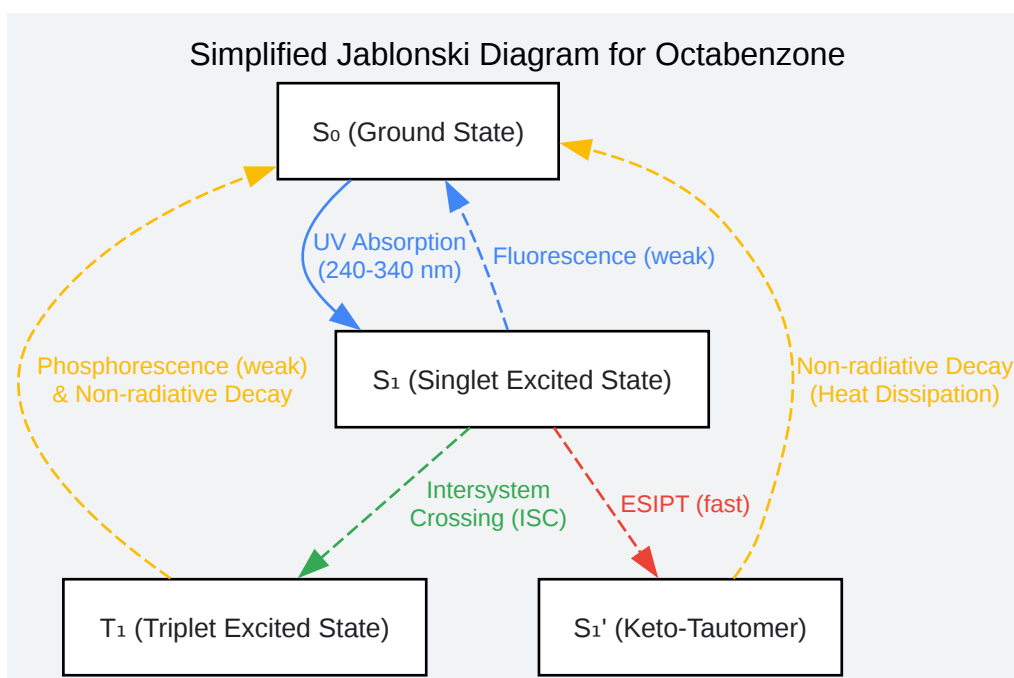 Simplified Jablonski Diagram for Octabenzone
S₀ (Ground State)
UV Absorption
(240-340 nm)
Fluorescence (weak)
Phosphorescence (weak)
& Non-radiative Decay
S₁ (Singlet Excited State)
Non-radiative Decay
(Heat Dissipation)
Intersystem
Crossing (ISC)
ESIPT (fast)
T₁ (Triplet Excited State)
S₁' (Keto-Tautomer)